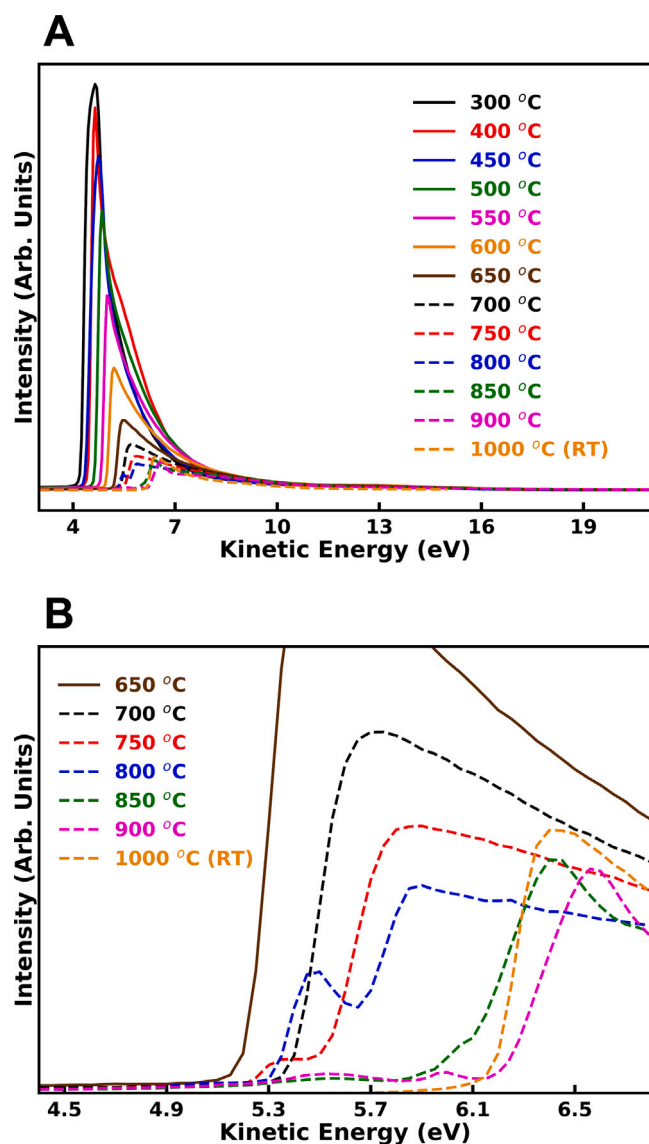 A
Intensity (Arb. Units)
300 °C
400 °C
450 °C
500 °C
550 °C
600 °C
650 °C
700 °C
750 °C
800 °C
850 °C
900 °C
1000 °C (RT)
4 7 10 13 16 19
Kinetic Energy (eV)
B
Intensity (Arb. Units)
650 °C
700 °C
750 °C
800 °C
850 °C
900 °C
1000 °C (RT)
4.5 4.9 5.3 5.7 6.1 6.5
Kinetic Energy (eV)